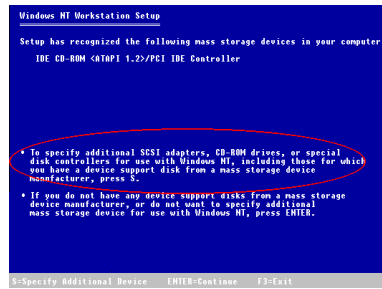 Windows NT Workstation Setup
Setup has recognized the following mass storage devices in your computer
IDE CD-ROM <ATAPI 1.2>/PCI IDE Controller
• To specify additional SCSI adapters, CD-ROM drives, or special
disk controllers for use with Windows NT, including those for which
you have a device support disk from a mass storage device
manufacturer, press S.
• If you do not have any device support disks from a mass storage
device manufacturer, or do not want to specify additional
mass storage device for use with Windows NT, press ENTER.
S=Specify Additional Device ENTER=Continue F3=Exit